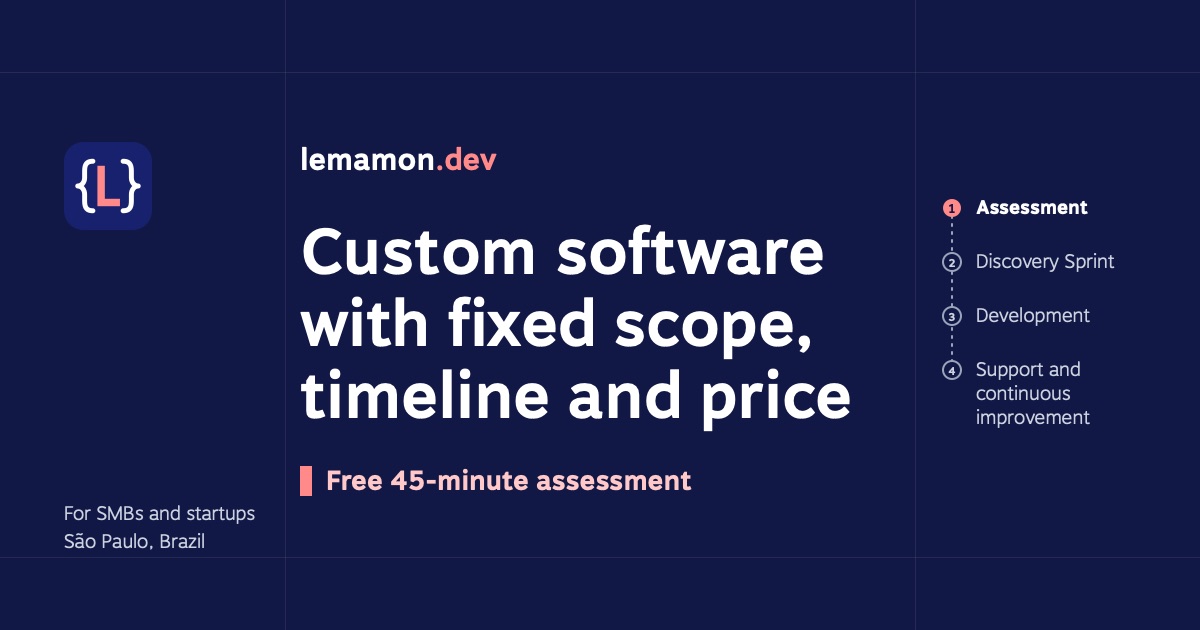 {L}
lemamon.dev
Custom software
with fixed scope,
timeline and price
Free 45-minute assessment
For SMBs and startups
São Paulo, Brazil
1 Assessment
2 Discovery Sprint
3 Development
4 Support and
continuous
improvement